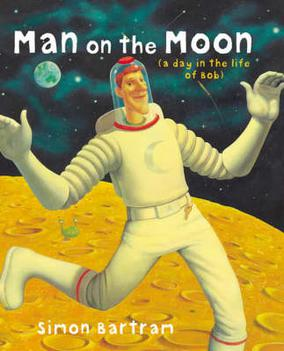 Man on the Moon
(a day in the life
of Bob)
Simon Bartram